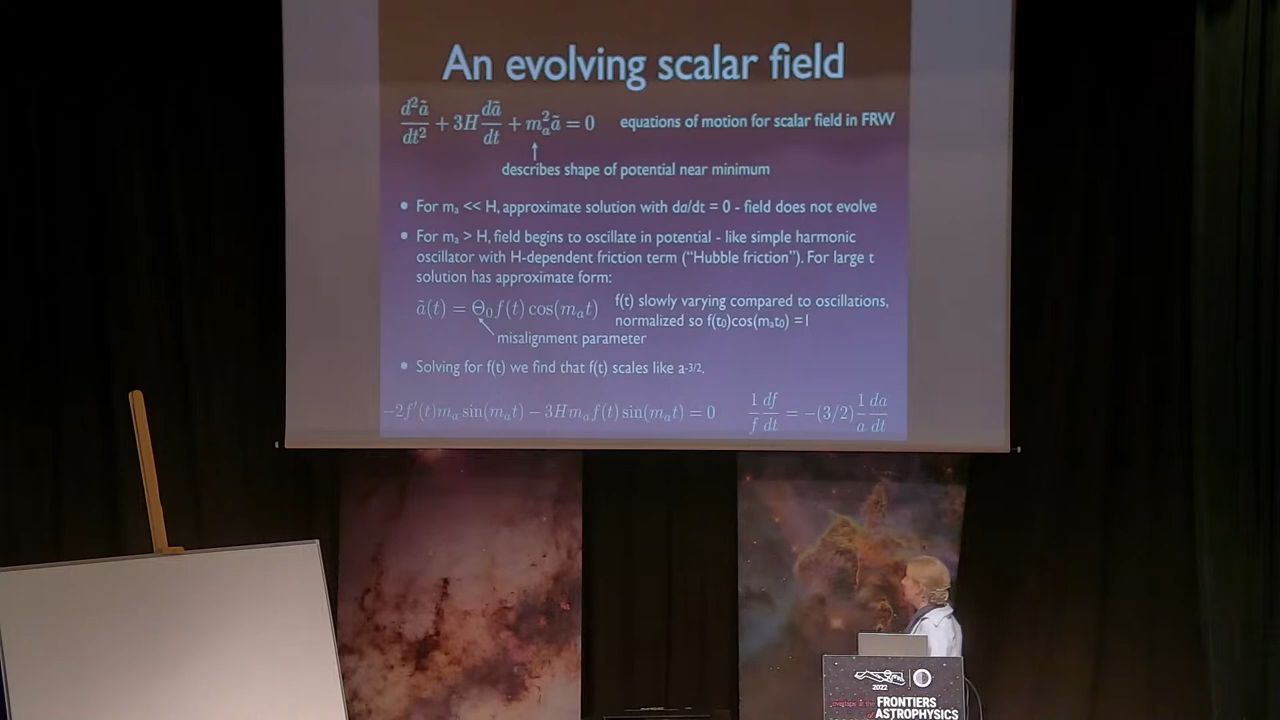 An evolving scalar field
d²ã/dt² + 3H dã/dt + mₐ²ã = 0 equations of motion for scalar field in FRW
describes shape of potential near minimum
• For mₐ << H, approximate solution with da/dt = 0 - field does not evolve
• For mₐ > H, field begins to oscillate in potential - like simple harmonic
oscillator with H-dependent friction term ("Hubble friction"). For large t
solution has approximate form:
ã(t) = Θ₀f(t) cos(mₐt) f(t) slowly varying compared to oscillations,
normalized so f(t₀)cos(mₐt₀) =1
misalignment parameter
• Solving for f(t) we find that f(t) scales like a-3/2.
−2f′(t)mₐ sin(mₐt) − 3Hmₐf(t) sin(mₐt) = 0 1/f df/dt = −(3/2) 1/a da/dt
2022
FRONTIERS
ASTROPHYSICS